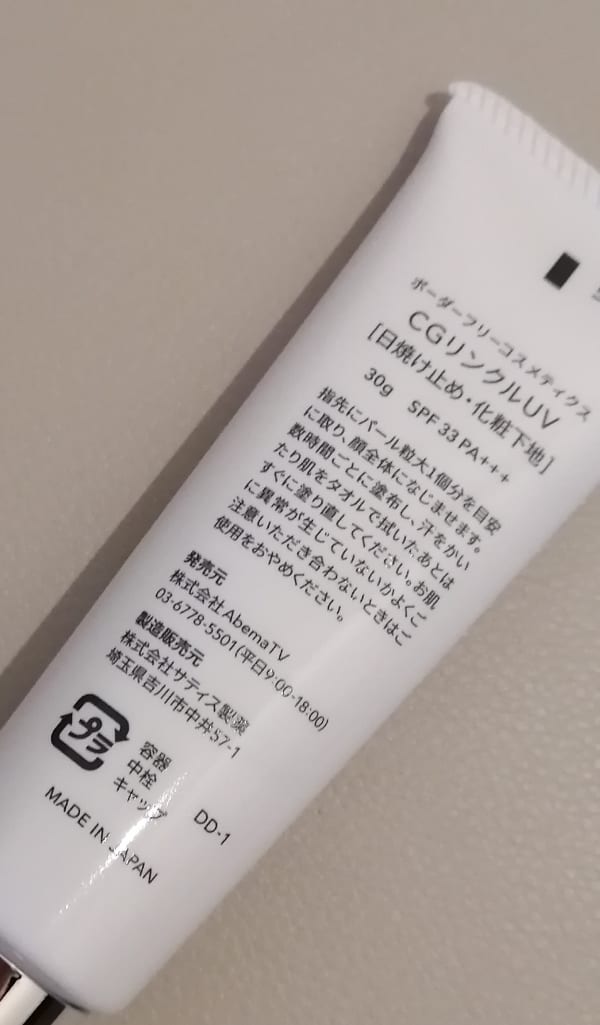 ボーダーフリーコスメティクス
CGリンクルUV
[日焼け止め・化粧下地]
30g SPF 33 PA+++
指先にパール粒大1個分を目安
に取り、顔全体になじませます。
数時間ごとに塗布し、汗をかい
たり肌をタオルで拭いたあとは
すぐに塗り直してください。お肌
に異常が生じていないかよくご
注意いただき合わないときはご
使用をおやめください。
発売元
株式会社AbemaTV
03-6778-5501(平日9:00-18:00)
製造販売元
株式会社サティス製薬
埼玉県吉川市中井57-1
プラ
容器
中栓
キャップ
DD-1
MADE IN JAPAN